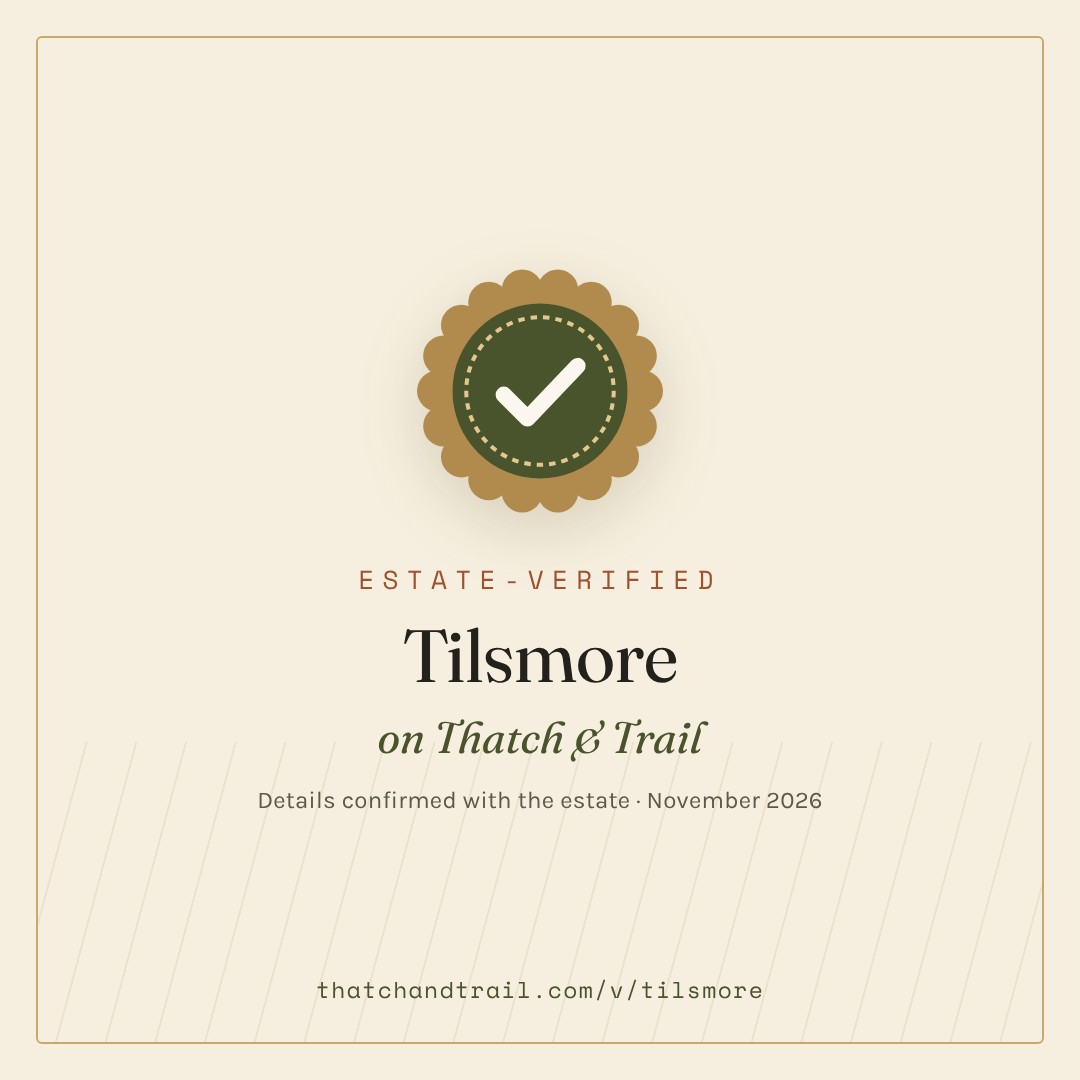 ESTATE-VERIFIED
Tilsmore
on Thatch & Trail
Details confirmed with the estate · November 2026
thatchandtrail.com/v/tilsmore